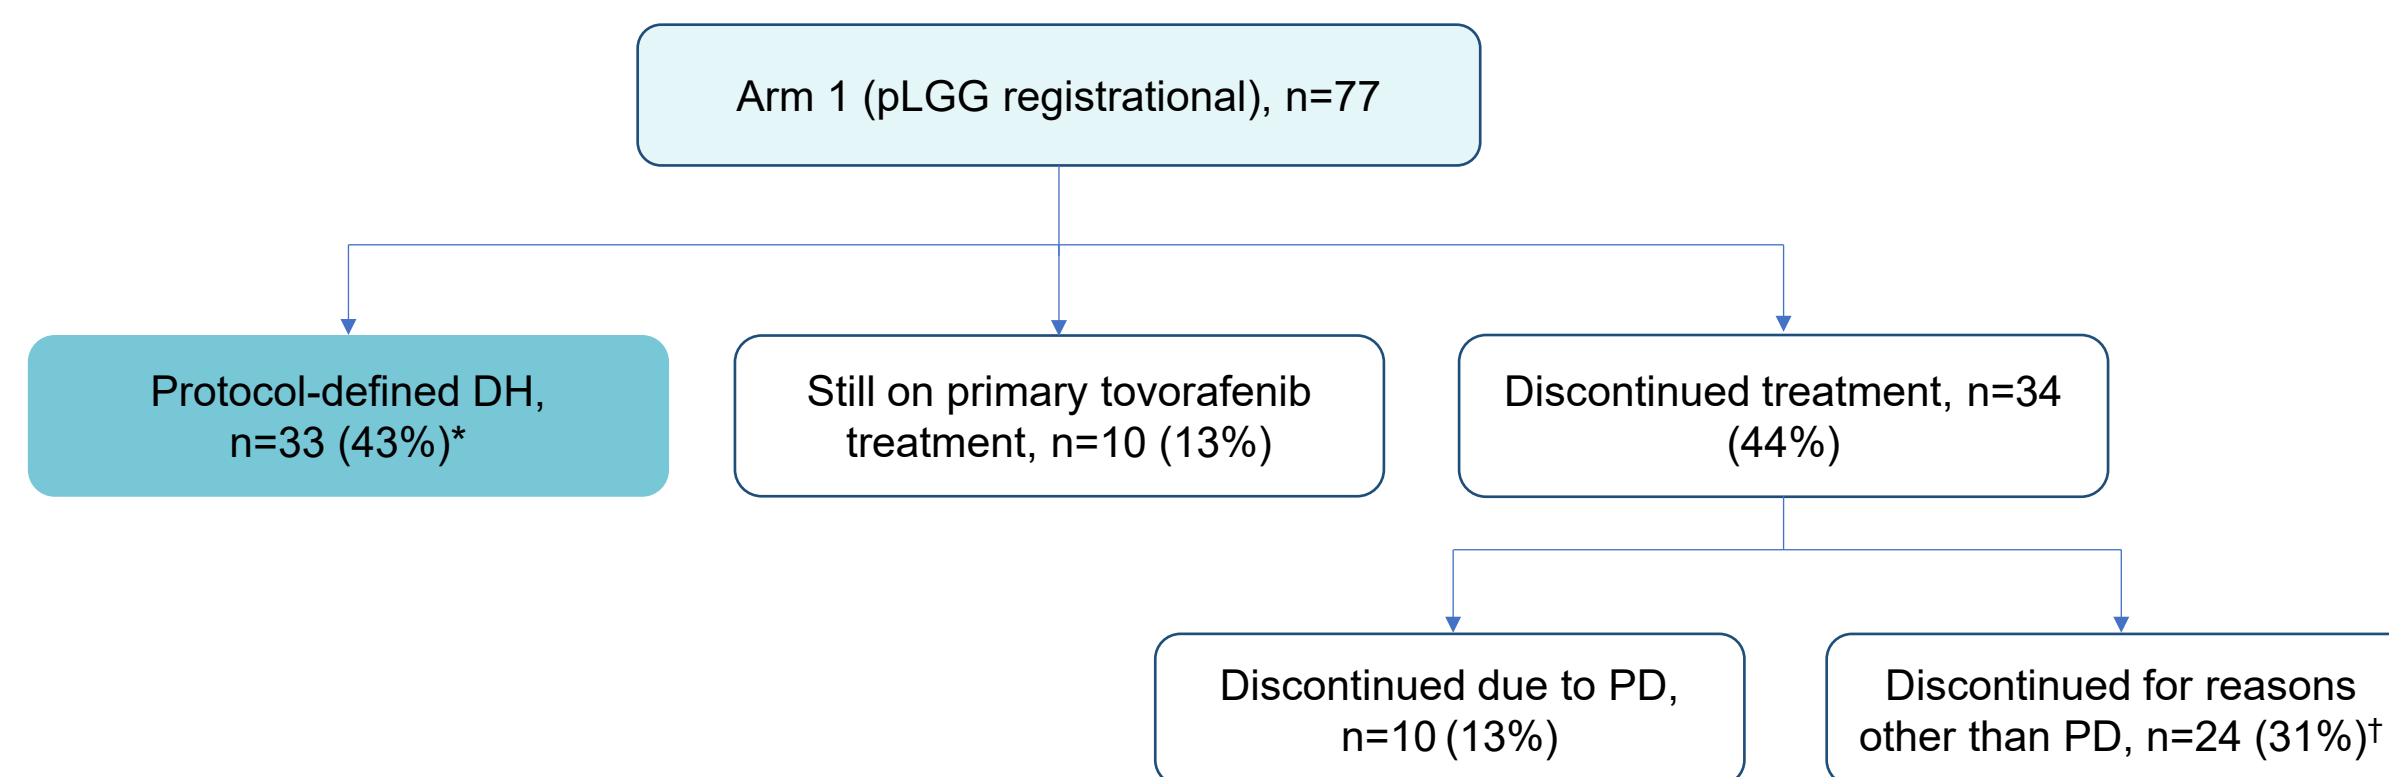 Arm 1 (pLGG registrational), n=77
Protocol-defined DH,
n=33 (43%)*
Still on primary tovorafenib
treatment, n=10 (13%)
Discontinued treatment, n=34
(44%)
Discontinued due to PD,
n=10 (13%)
Discontinued for reasons
other than PD, n=24 (31%)†